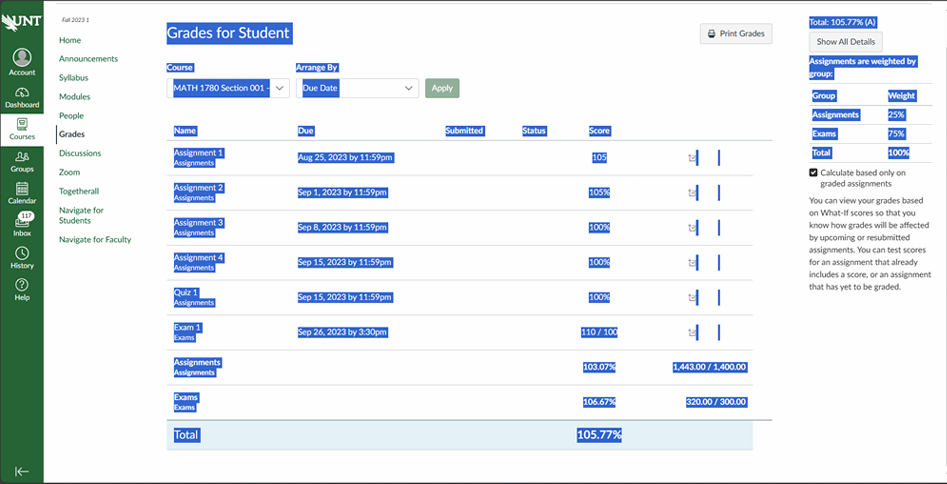 UNT
Account
Dashboard
Courses
Groups
Calendar
117
Inbox
History
Help
Fall 2023 1
Home
Announcements
Syllabus
Modules
People
Grades
Discussions
Zoom
Togetherall
Navigate for
Students
Navigate for Faculty
Grades for Student
Print Grades
Course
Arrange By
MATH 1780 Section 001 -
Due Date
Apply
Name Due Submitted Status Score
Assignment 1
Assignments
Aug 25, 2023 by 11:59pm
105
Assignment 2
Assignments
Sep 1, 2023 by 11:59pm
105%
Assignment 3
Assignments
Sep 8, 2023 by 11:59pm
100%
Assignment 4
Assignments
Sep 15, 2023 by 11:59pm
100%
Quiz 1
Assignments
Sep 15, 2023 by 11:59pm
100%
Exam 1
Exams
Sep 26, 2023 by 3:30pm
110 / 100
Assignments
Assignments
103.07%
1,443.00 / 1,400.00
Exams
Exams
106.67%
320.00 / 300.00
Total
105.77%
Total: 105.77% (A)
Show All Details
Assignments are weighted by
group:
Group Weight
Assignments 25%
Exams 75%
Total 100%
Calculate based only on
graded assignments
You can view your grades based
on What-If scores so that you
know how grades will be affected
by upcoming or resubmitted
assignments. You can test scores
for an assignment that already
includes a score, or an assignment
that has yet to be graded.